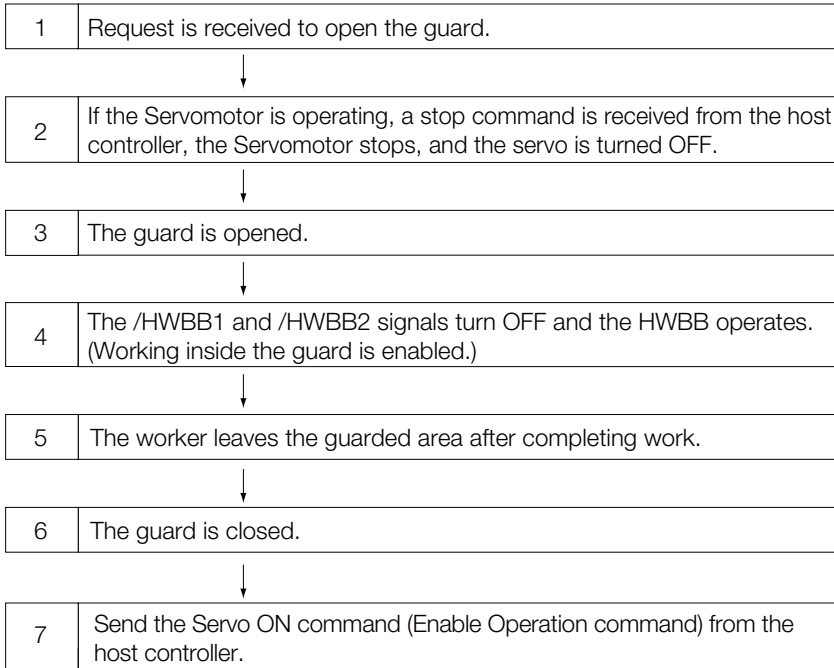 1 Request is received to open the guard.
2 If the Servomotor is operating, a stop command is received from the host
controller, the Servomotor stops, and the servo is turned OFF.
3 The guard is opened.
4 The /HWBB1 and /HWBB2 signals turn OFF and the HWBB operates.
(Working inside the guard is enabled.)
5 The worker leaves the guarded area after completing work.
6 The guard is closed.
7 Send the Servo ON command (Enable Operation command) from the
host controller.